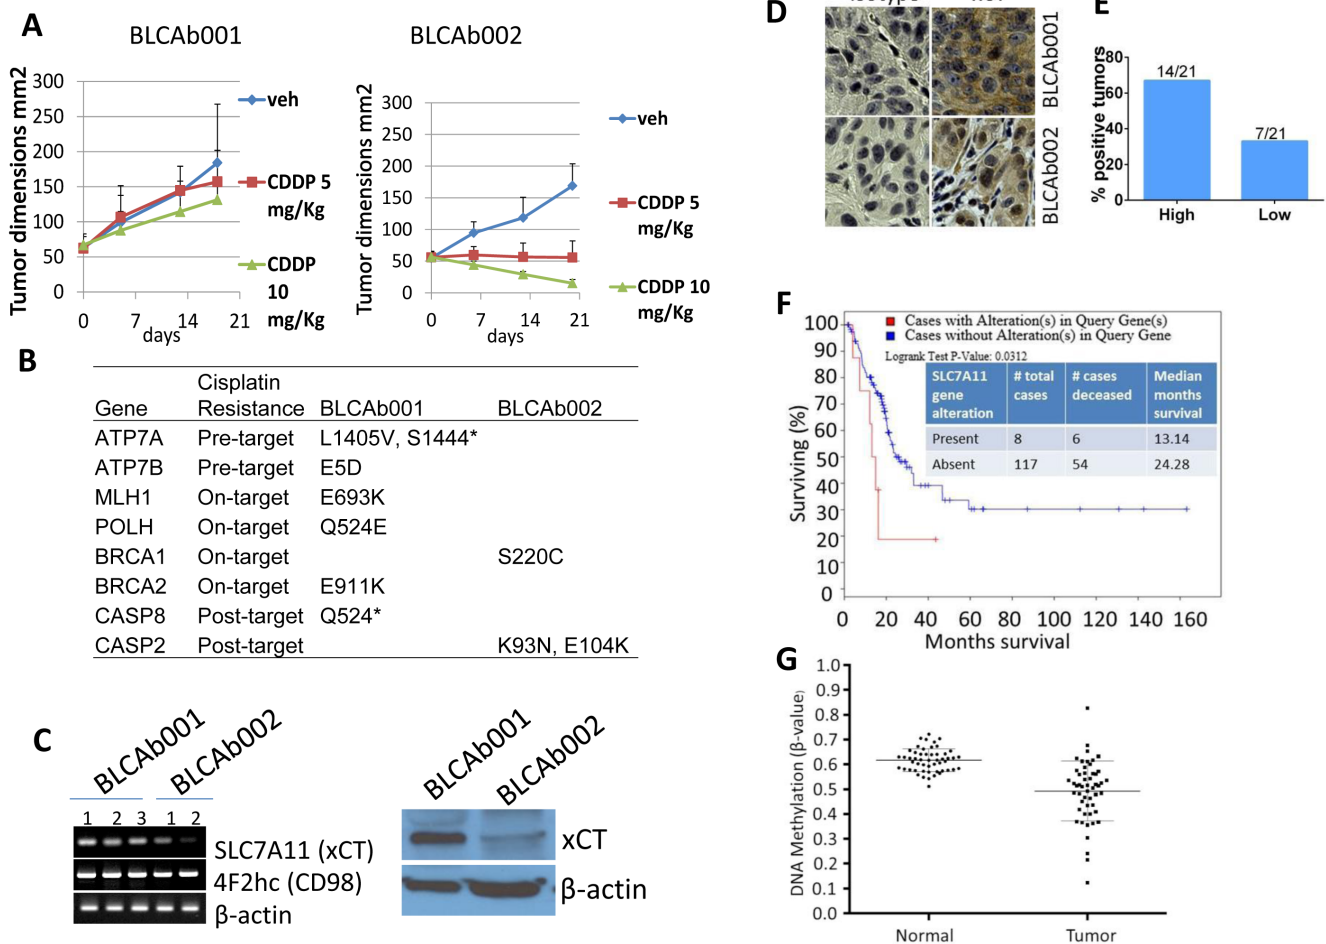 A
BLCAb001
Tumor dimensions mm2
300
250
200
150
100
50
0
0 7 14 21
days
veh
CDDP 5
mg/Kg
CDDP
10
mg/Kg
BLCAb002
Tumor dimensions mm2
300
250
200
150
100
50
0
0 7 14 21
days
veh
CDDP 5
mg/Kg
CDDP 10
mg/Kg
B
Cisplatin
Gene Resistance BLCAb001 BLCAb002
ATP7A Pre-target L1405V, S1444*
ATP7B Pre-target E5D
MLH1 On-target E693K
POLH On-target Q524E
BRCA1 On-target S220C
BRCA2 On-target E911K
CASP8 Post-target Q524*
CASP2 Post-target K93N, E104K
C
BLCAb001
BLCAb002
1 2 3 1 2
SLC7A11 (xCT)
4F2hc (CD98)
β-actin
BLCAb001
BLCAb002
xCT
β-actin
D
BLCAb001
BLCAb002
E
% positive tumors
80
60
40
20
0
14/21
7/21
High Low
F
Cases with Alteration(s) in Query Gene(s)
Cases without Alteration(s) in Query Gene
Logrank Test P-Value: 0.0312
SLC7A11 gene alteration # total cases # cases deceased Median months survival
Present 8 6 13.14
Absent 117 54 24.28
Surviving (%)
100
90
80
70
60
50
40
30
20
10
0
0 20 40 60 80 100 120 140 160
Months survival
G
DNA Methylation (β-value)
1.0
0.9
0.8
0.7
0.6
0.5
0.4
0.3
0.2
0.1
0.0
Normal Tumor